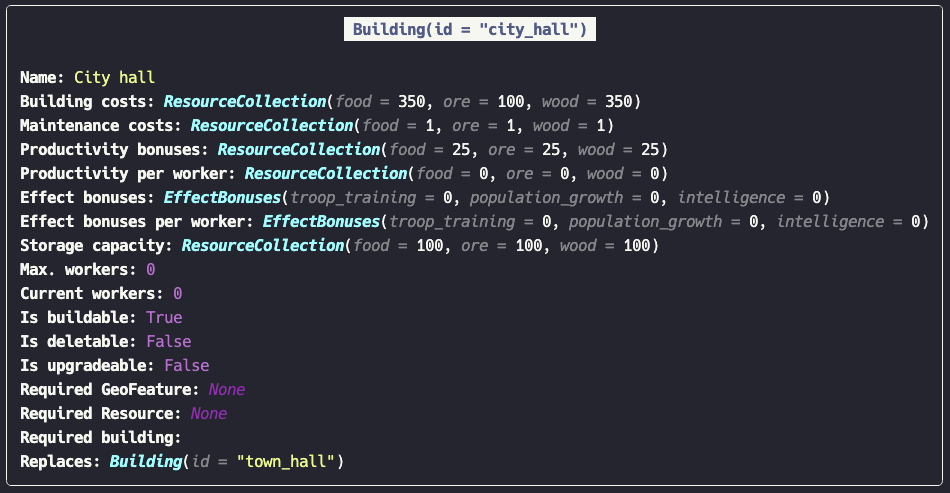 Building(id = "city_hall")
Name: City hall
Building costs: ResourceCollection(food = 350, ore = 100, wood = 350)
Maintenance costs: ResourceCollection(food = 1, ore = 1, wood = 1)
Productivity bonuses: ResourceCollection(food = 25, ore = 25, wood = 25)
Productivity per worker: ResourceCollection(food = 0, ore = 0, wood = 0)
Effect bonuses: EffectBonuses(troop_training = 0, population_growth = 0, intelligence = 0)
Effect bonuses per worker: EffectBonuses(troop_training = 0, population_growth = 0, intelligence = 0)
Storage capacity: ResourceCollection(food = 100, ore = 100, wood = 100)
Max. workers: 0
Current workers: 0
Is buildable: True
Is deletable: False
Is upgradeable: False
Required GeoFeature: None
Required Resource: None
Required building:
Replaces: Building(id = "town_hall")